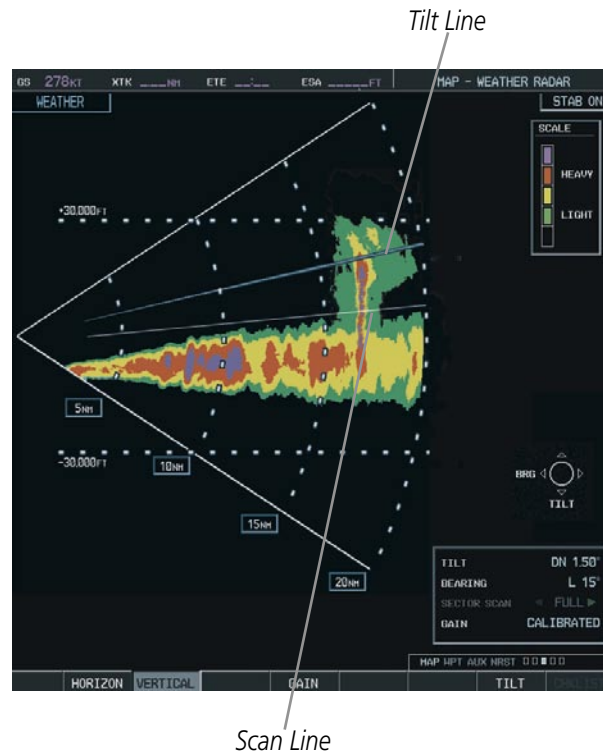 Tilt Line
GS 278KT XTK ___NM ETE __:__ ESA _____FT MAP - WEATHER RADAR
WEATHER
STAB ON
SCALE
HEAVY
LIGHT
+30,000FT
5NM
-30,000FT
10NM
BRG
TILT
15NM
20NM
TILT DN 1.50°
BEARING L 15°
SECTOR SCAN FULL
GAIN CALIBRATED
MAP WPT AUX NRST
HORIZON VERTICAL GAIN TILT CHKLIST
Scan Line